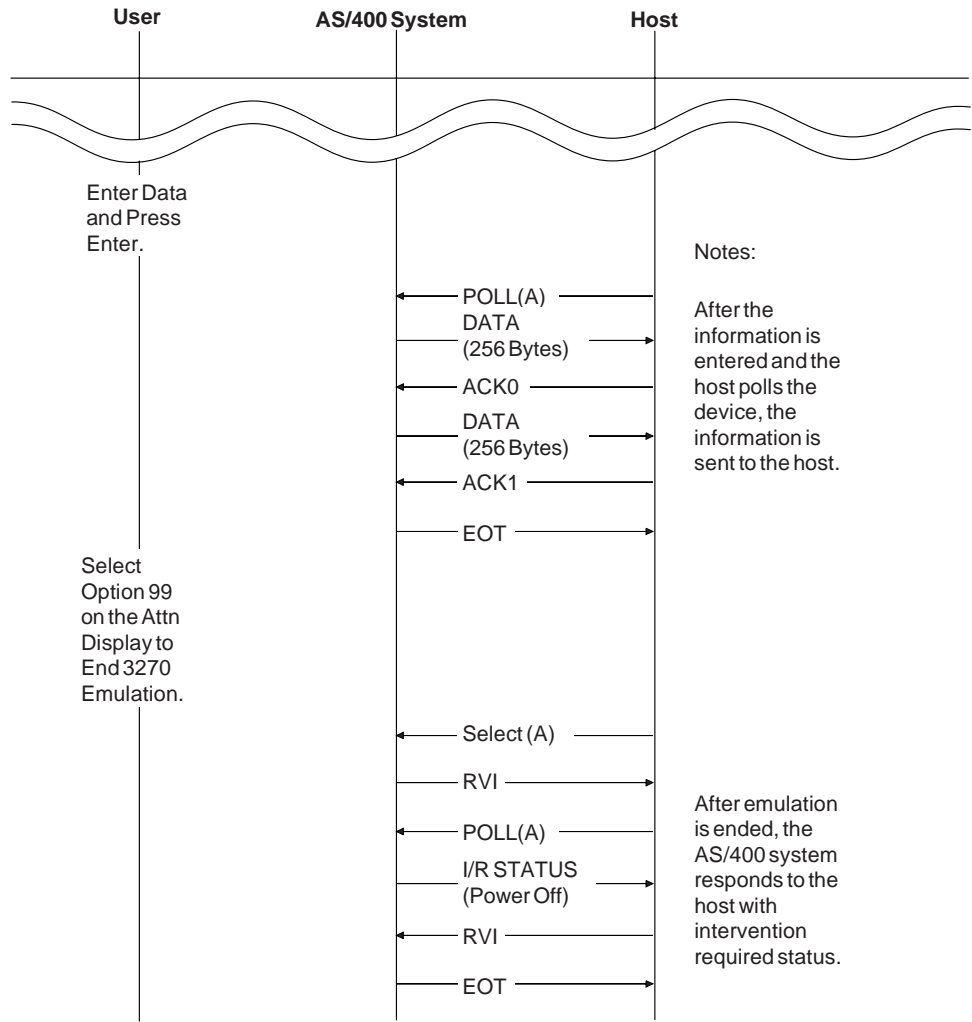 User AS/400 System Host
Enter Data
and Press
Enter.
Notes:
POLL(A)
DATA
(256 Bytes)
ACK0
DATA
(256 Bytes)
ACK1
EOT
After the
information is
entered and the
host polls the
device, the
information is
sent to the host.
Select
Option 99
on the Attn
Display to
End 3270
Emulation.
Select (A)
RVI
POLL(A)
I/R STATUS
(Power Off)
RVI
EOT
After emulation
is ended, the
AS/400 system
responds to the
host with
intervention
required status.